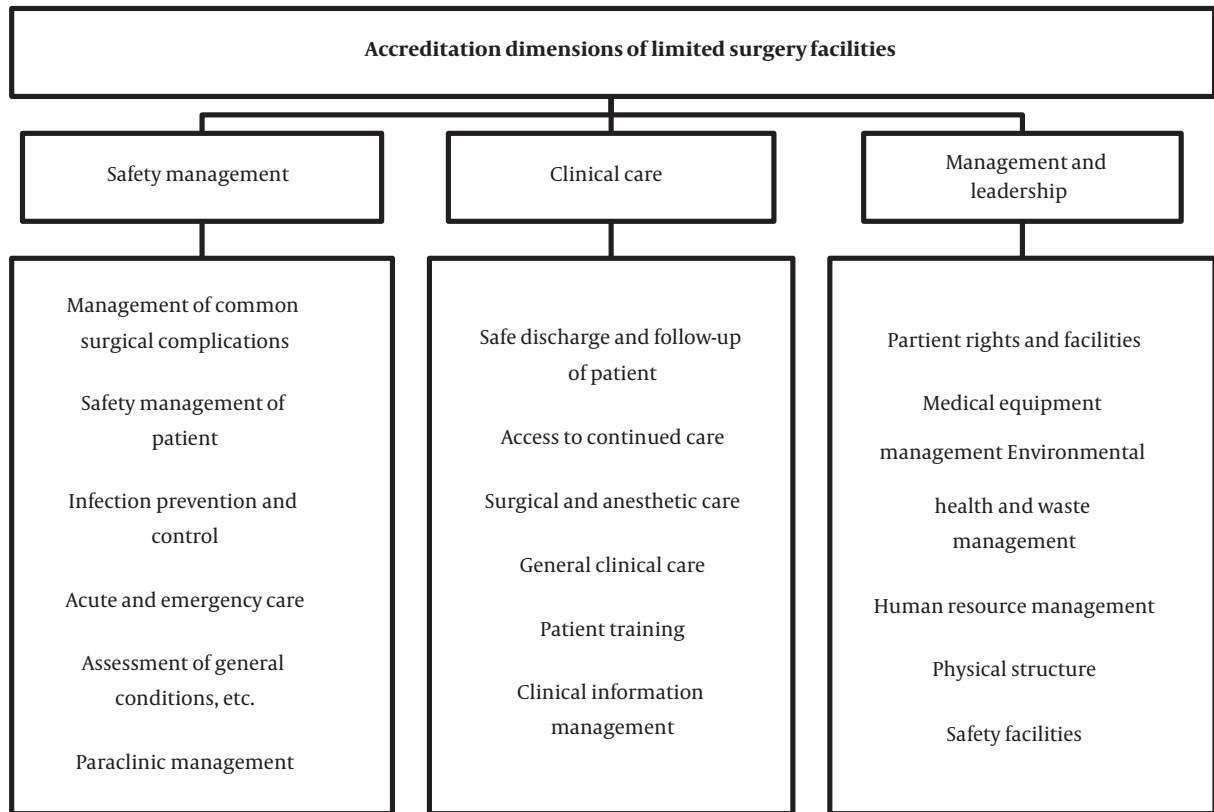 Accreditation dimensions of limited surgery facilities
Safety management
Clinical care
Management and
leadership
Management of common
surgical complications
Safety management of
patient
Infection prevention and
control
Acute and emergency care
Assessment of general
conditions, etc.
Paraclinic management
Safe discharge and follow-up
of patient
Access to continued care
Surgical and anesthetic care
General clinical care
Patient training
Clinical information
management
Partient rights and facilities
Medical equipment
management Environmental
health and waste
management
Human resource management
Physical structure
Safety facilities